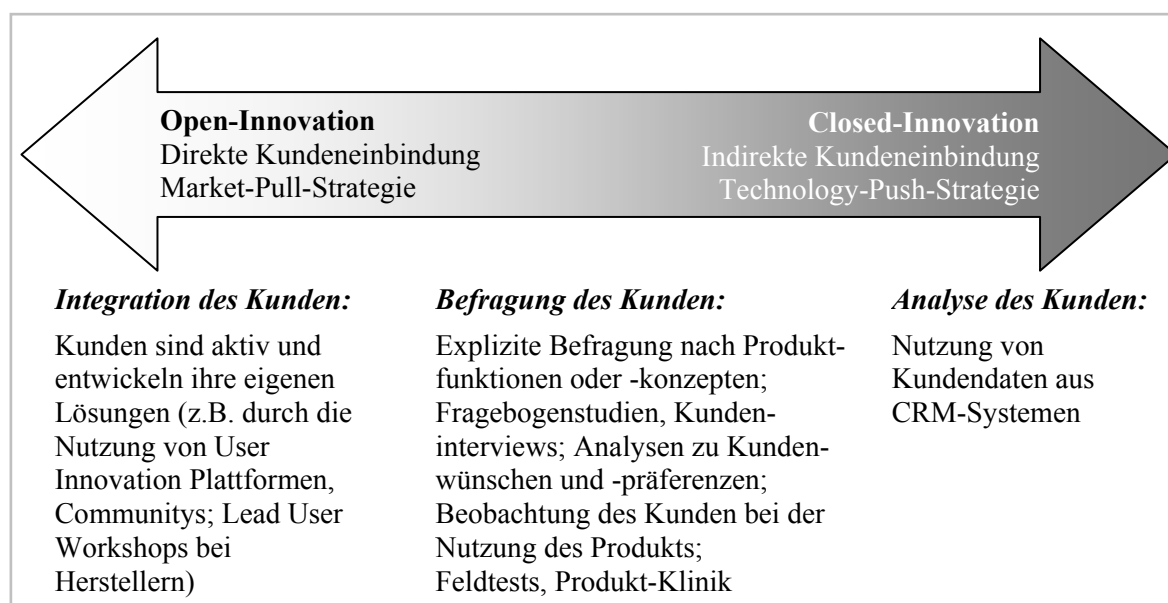 Open-Innovation
Direkte Kundeneinbindung
Market-Pull-Strategie
Closed-Innovation
Indirekte Kundeneinbindung
Technology-Push-Strategie
Integration des Kunden:
Kunden sind aktiv und
entwickeln ihre eigenen
Lösungen (z.B. durch die
Nutzung von User
Innovation Plattformen,
Communitys; Lead User
Workshops bei
Herstellern)
Befragung des Kunden:
Explizite Befragung nach Produkt-
funktionen oder -konzepten;
Fragebogenstudien, Kunden-
interviews; Analysen zu Kunden-
wünschen und -präferenzen;
Beobachtung des Kunden bei der
Nutzung des Produkts;
Feldtests, Produkt-Klinik
Analyse des Kunden:
Nutzung von
Kundendaten aus
CRM-Systemen